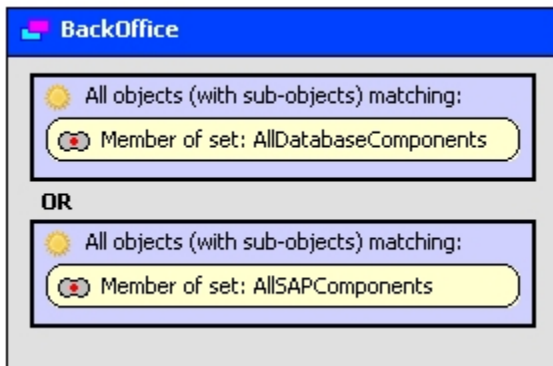 BackOffice
All objects (with sub-objects) matching:
Member of set: AllDatabaseComponents
OR
All objects (with sub-objects) matching:
Member of set: AllSAPComponents